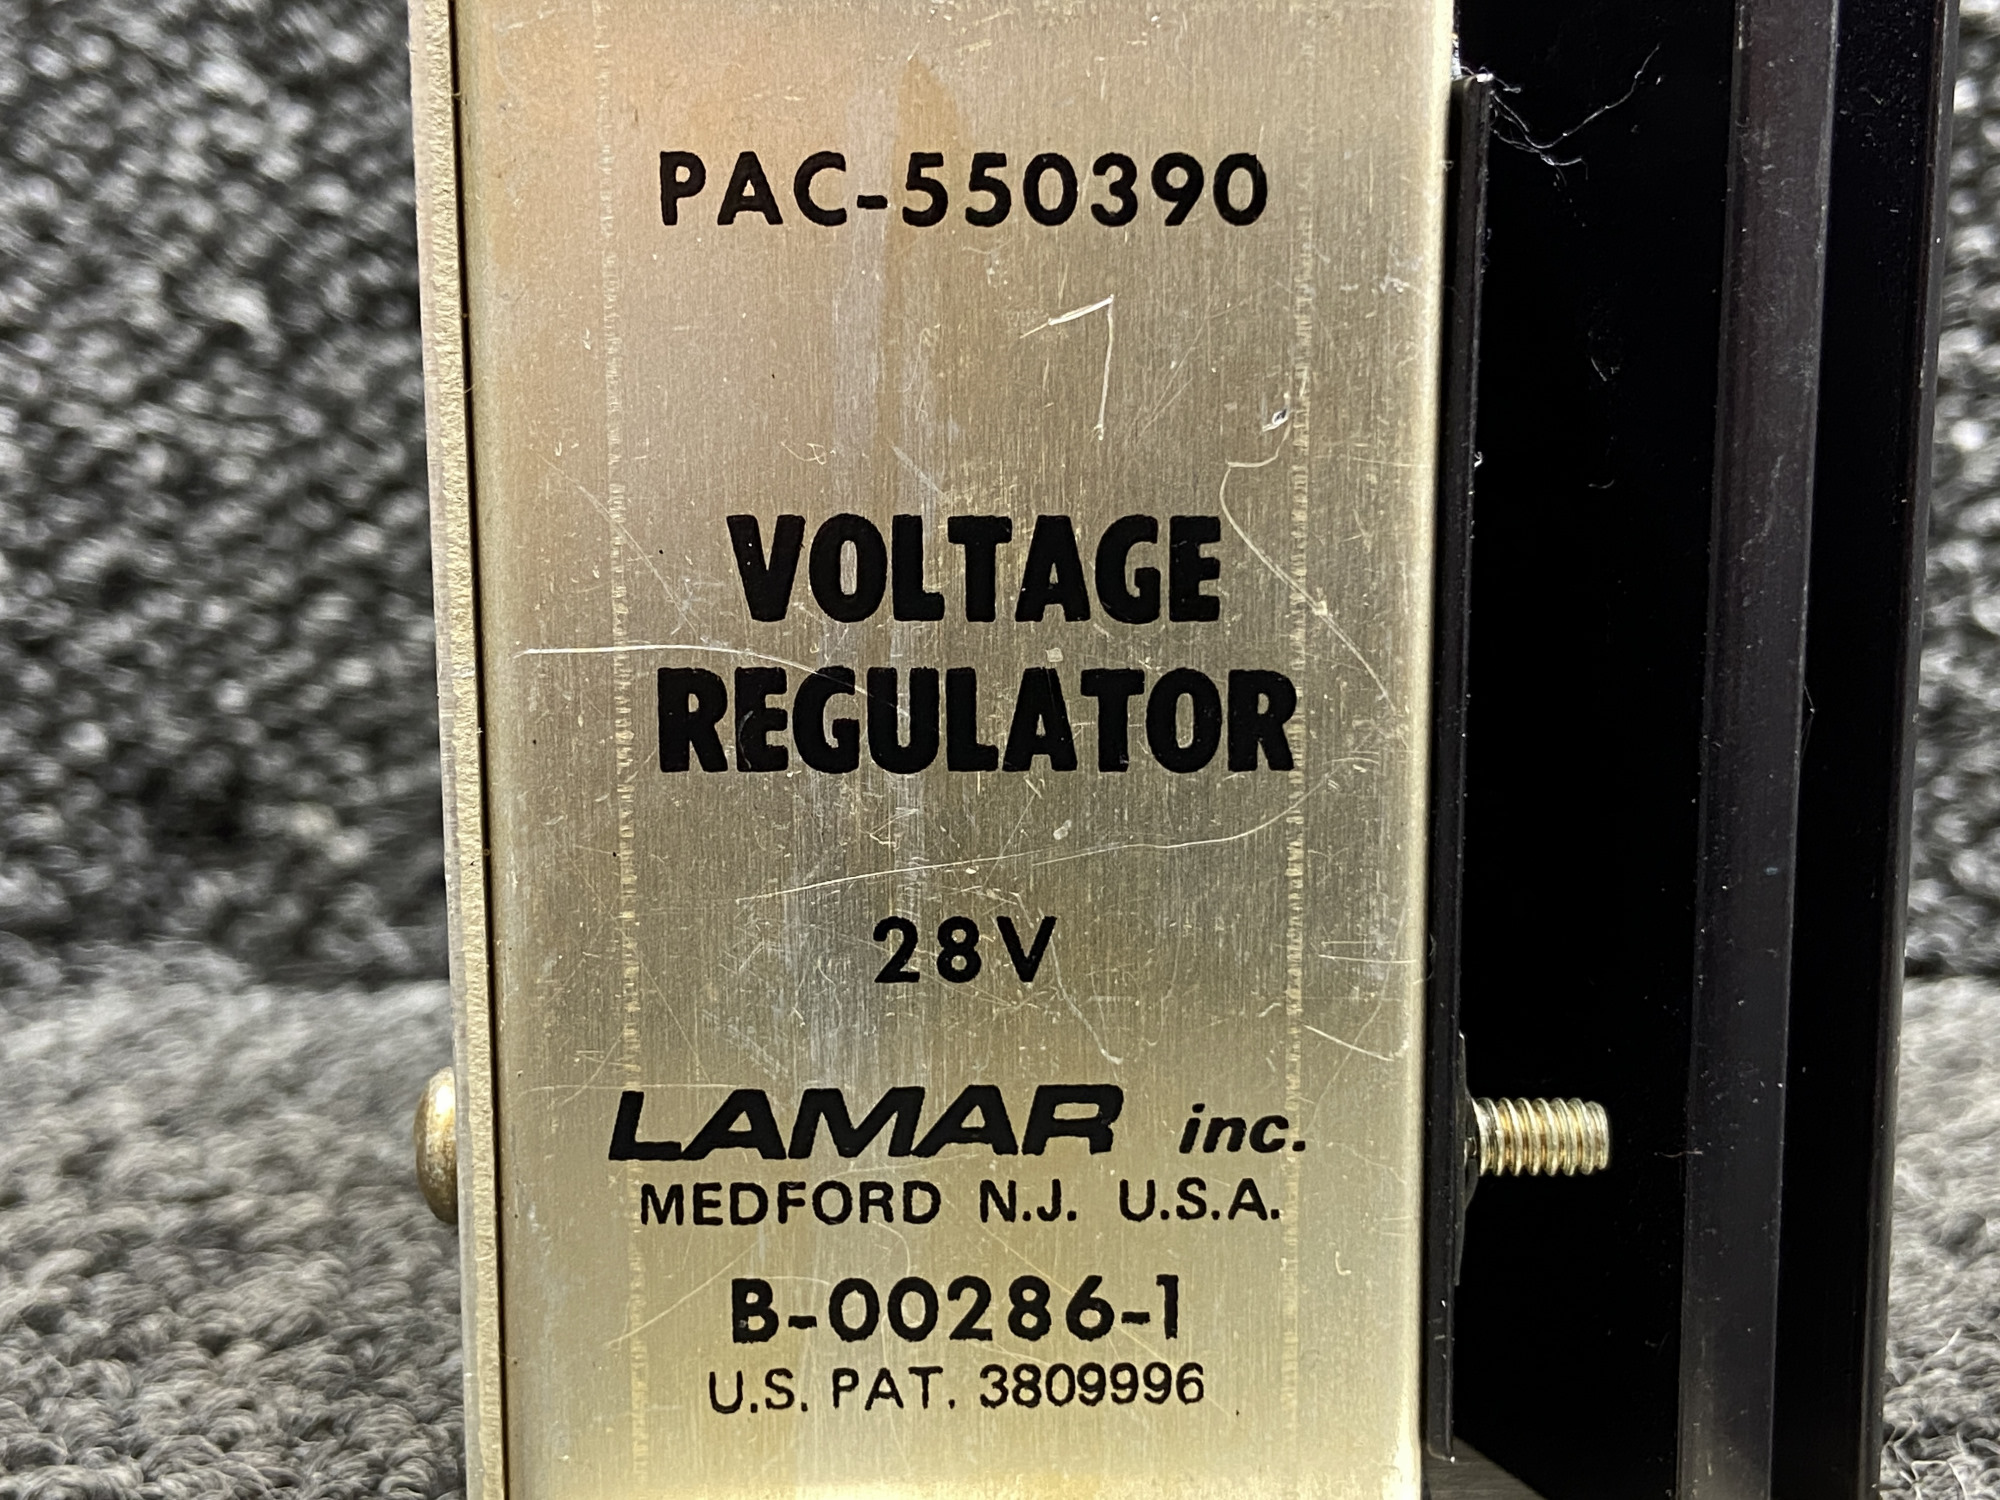 PAC-550390
VOLTAGE
REGULATOR
28V
LAMAR inc.
MEDFORD N.J. U.S.A.
B-00286-1
U.S. PAT. 3809996